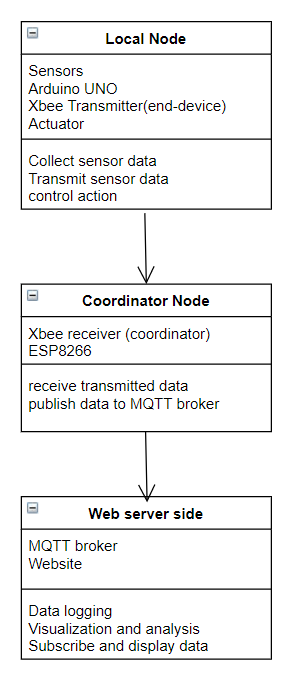 Local Node
Sensors
Arduino UNO
Xbee Transmitter(end-device)
Actuator
Collect sensor data
Transmit sensor data
control action
Coordinator Node
Xbee receiver (coordinator)
ESP8266
receive transmitted data
publish data to MQTT broker
Web server side
MQTT broker
Website
Data logging
Visualization and analysis
Subscribe and display data